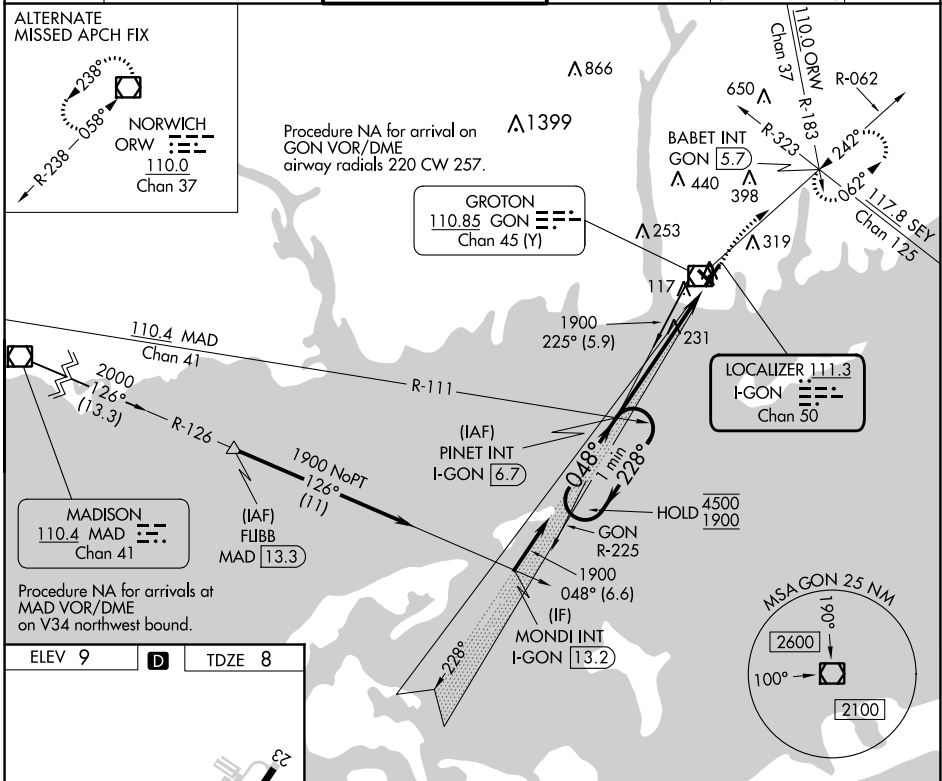 ALTERNATE
MISSED APCH FIX
238°
058°
R-238
NORWICH
ORW
110.0
Chan 37
866
1399
Procedure NA for arrival on
GON VOR/DME
airway radials 220 CW 257.
GROTON
110.85 GON
Chan 45 (Y)
110.0 ORW
Chan 37
R-183
R-062
650
R-323
BABET INT
GON 5.7
242°
062°
440
398
117.8 SEY
Chan 125
253
319
117
1900
225° (5.9)
231
110.4 MAD
Chan 41
R-111
LOCALIZER 111.3
I-GON
Chan 50
2000
126°
(13.3)
R-126
(IAF)
PINET INT
I-GON 6.7
048°
1 min
228°
1900 NoPT
126°
(11)
HOLD 4500
1900
MADISON
110.4 MAD
Chan 41
(IAF)
FLIBB
MAD 13.3
GON
R-225
1900
048° (6.6)
(IF)
MONDI INT
I-GON 13.2
228°
Procedure NA for arrivals at
MAD VOR/DME
on V34 northwest bound.
MSA GON 25 NM
190°
2600
100°
2100
ELEV 9
D
TDZE 8
23